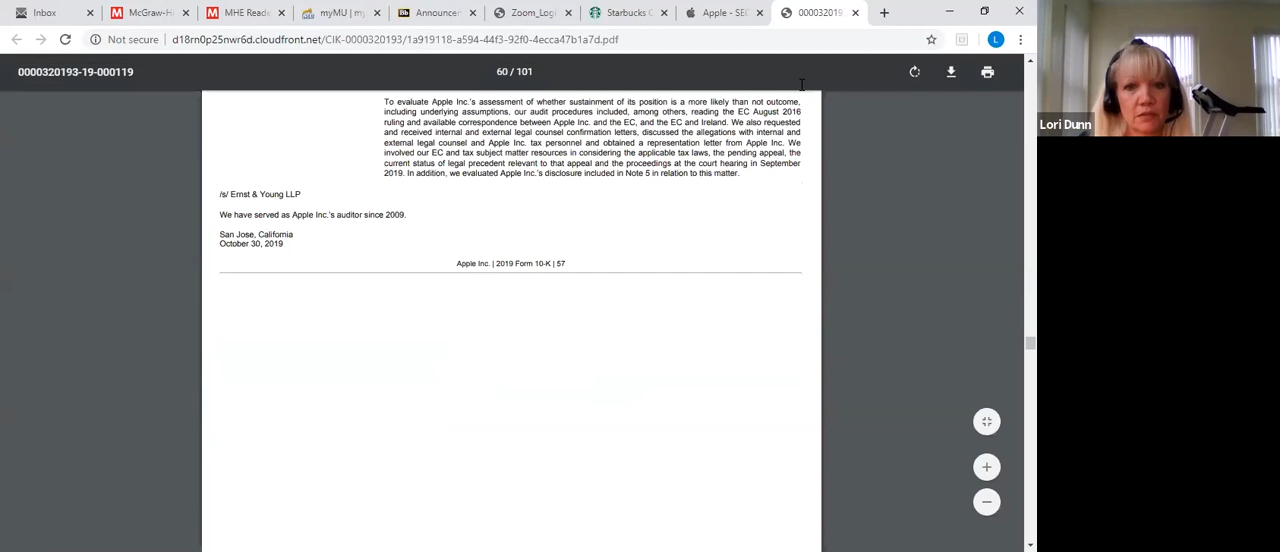 Inbox
McGraw-Hi
MHE Reade
myMU | my
Announcem
Zoom_Logi
Starbucks C
Apple - SEC
0000320193
Not secure
d18rn0p25nwr6d.cloudfront.net/CIK-0000320193/1a919118-a594-44f3-92f0-4ecca47b1a7d.pdf
L
0000320193-19-000119
60 / 101
Lori Dunn
To evaluate Apple Inc.'s assessment of whether sustainment of its position is a more likely than not outcome,
including underlying assumptions, our audit procedures included, among others, reading the EC August 2016
ruling and available correspondence between Apple Inc. and the EC, and the EC and Ireland. We also requested
and received internal and external legal counsel confirmation letters, discussed the allegations with internal and
external legal counsel and Apple Inc. tax personnel and obtained a representation letter from Apple Inc. We
involved our EC and tax subject matter resources in considering the applicable tax laws, the pending appeal, the
current status of legal precedent relevant to that appeal and the proceedings at the court hearing in September
2019. In addition, we evaluated Apple Inc.'s disclosure included in Note 5 in relation to this matter.
/s/ Ernst & Young LLP
We have served as Apple Inc.'s auditor since 2009.
San Jose, California
October 30, 2019
Apple Inc. | 2019 Form 10-K | 57